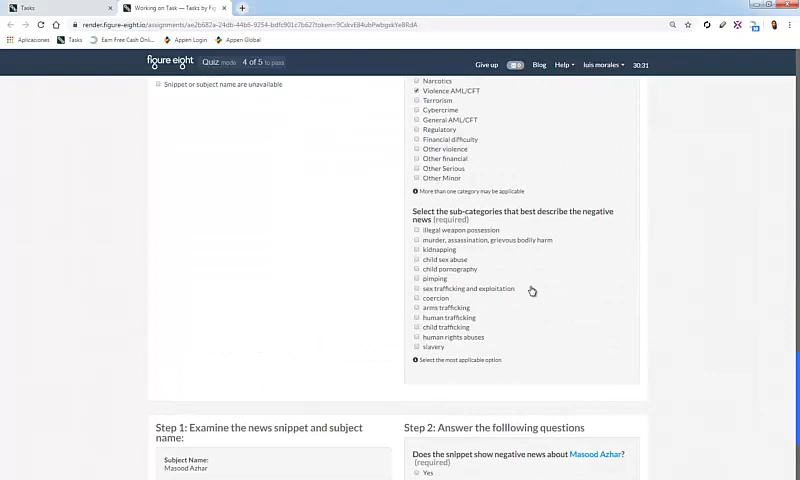 Tasks
Working on Task — Tasks by Fig
render.figure-eight.io/assignments/ae2b682a-24db-44b6-9254-bdfc901c7b62?token=9CskvE84ubPwbgskYe8RdA
Aplicaciones Tasks Earn Free Cash Onli... Appen Login Appen Global
figure eight Quiz mode 4 of 5 to pass Give up Blog Help luis morales 30:31
Snippet or subject name are unavailable
Narcotics
Violence AML/CFT
Terrorism
Cybercrime
General AML/CFT
Regulatory
Financial difficulty
Other violence
Other financial
Other Serious
Other Minor
More than one category may be applicable
Select the sub-categories that best describe the negative
news (required)
illegal weapon possession
murder, assassination, grievous bodily harm
kidnapping
child sex abuse
child pornography
pimping
sex trafficking and exploitation
coercion
arms trafficking
human trafficking
child trafficking
human rights abuses
slavery
Select the most applicable option
Step 1: Examine the news snippet and subject
name:
Subject Name:
Masood Azhar
Step 2: Answer the folllowing questions
Does the snippet show negative news about Masood Azhar?
(required)
Yes